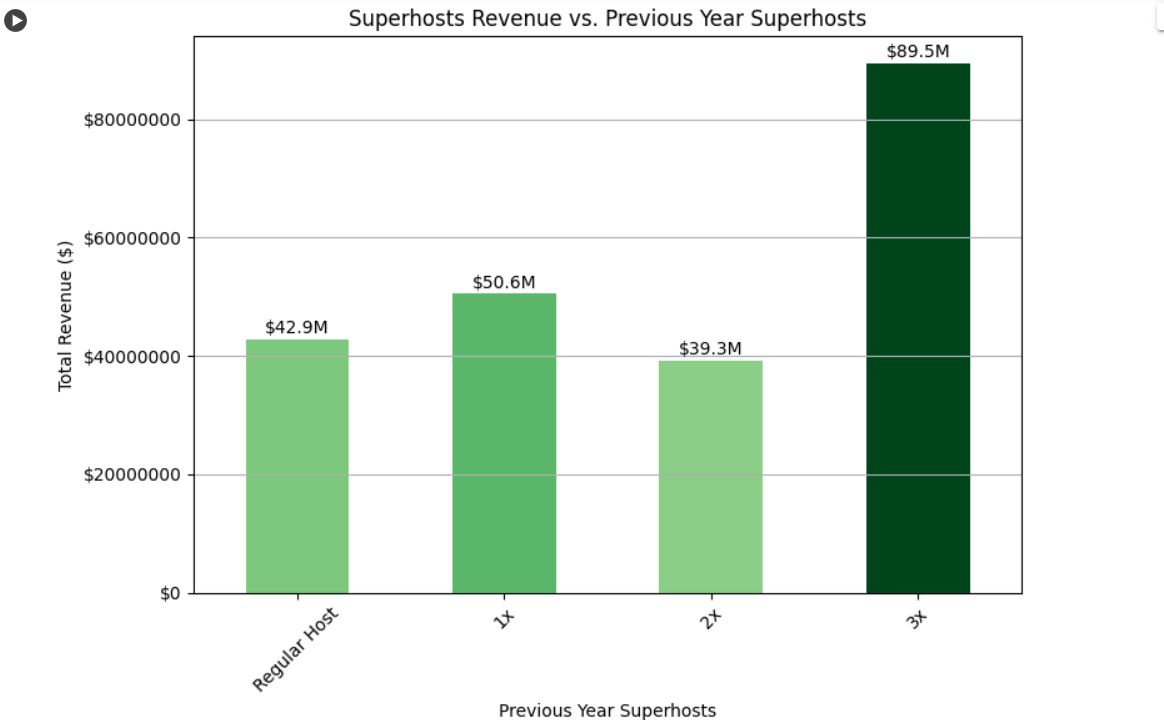 Superhosts Revenue vs. Previous Year Superhosts
$89.5M
$80000000
$60000000
$50.6M
$42.9M
$39.3M
$40000000
$20000000
$0
Total Revenue ($)
Regular Host
1x
2x
3x
Previous Year Superhosts